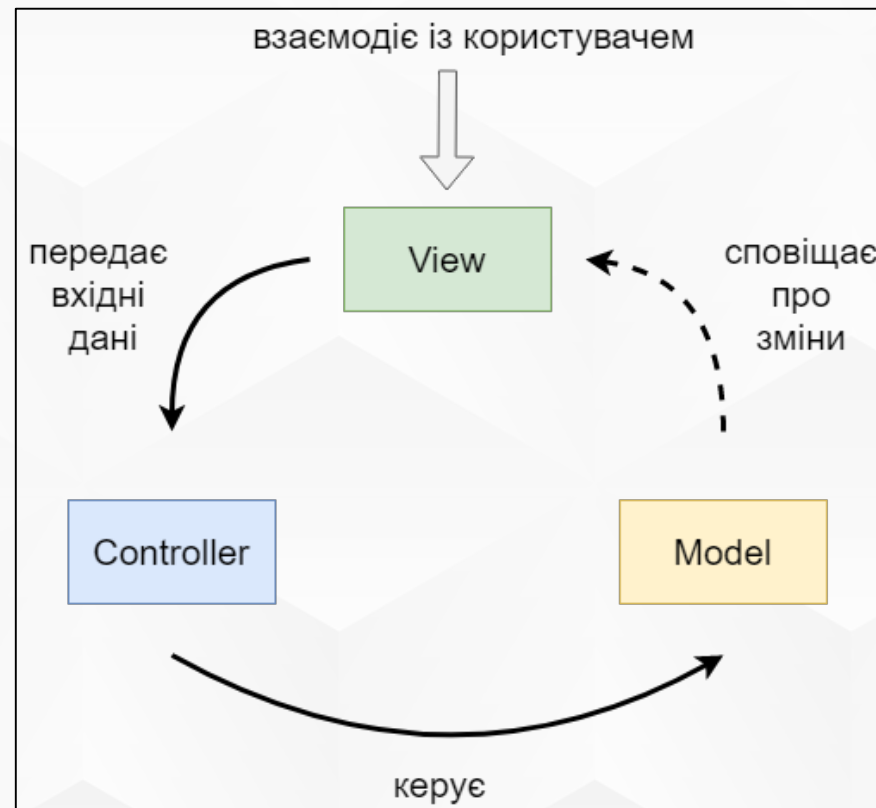 взаємодіє із користувачем
View
передає
вхідні
дані
сповіщає
про
зміни
Controller
Model
керує